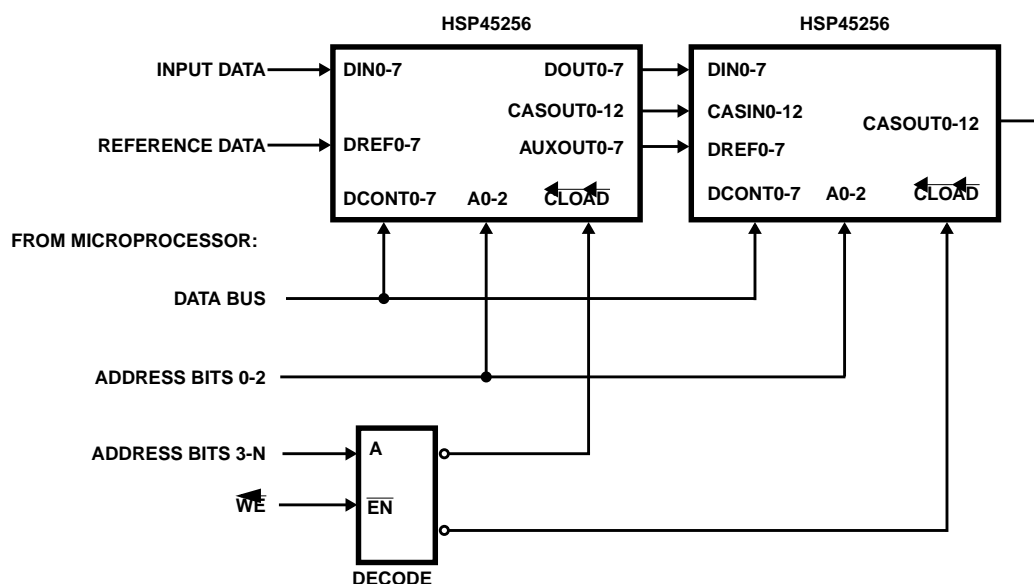 HSP45256
HSP45256
INPUT DATA
DIN0-7
DOUT0-7
DIN0-7
CASOUT0-12
CASIN0-12
CASOUT0-12
REFERENCE DATA
DREF0-7
AUXOUT0-7
DREF0-7
DCONT0-7
A0-2
CLOAD
DCONT0-7
A0-2
CLOAD
FROM MICROPROCESSOR:
DATA BUS
ADDRESS BITS 0-2
ADDRESS BITS 3-N
A
WE
EN
DECODE